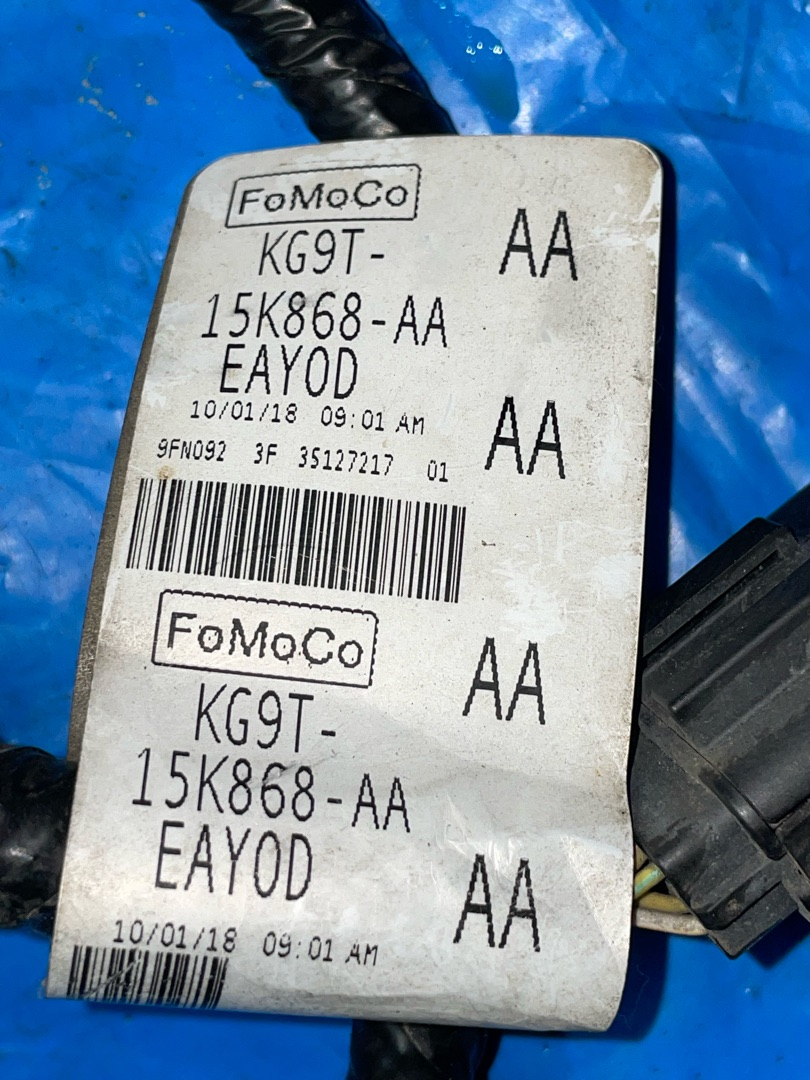 FoMoCo
KG9T- AA
15K868-AA
EAYOD
10/01/18 09:01 AM AA
9FN092 3F 35127217 01
FoMoCo
KG9T- AA
15K868-AA
EAYOD
10/01/18 09:01 AM AA